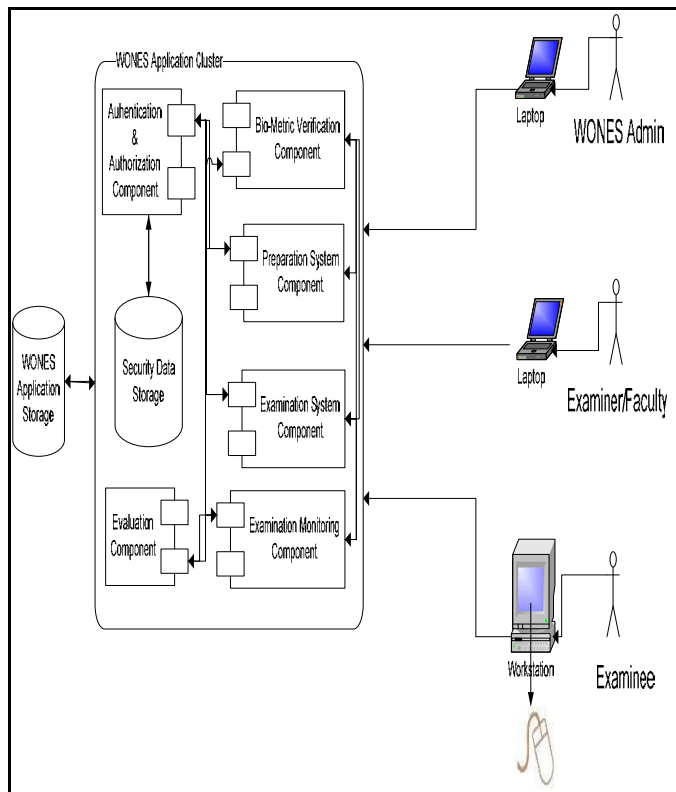 WONES Application Cluster
Authentication
&
Authorization
Component
Bio-Metric Verification
Component
Laptop
WONES Admin
Preparation System
Component
WONES
Application
Storage
Security Data
Storage
Laptop
Examiner/Faculty
Examination System
Component
Evaluation
Component
Examination Monitoring
Component
Workstation
Examinee